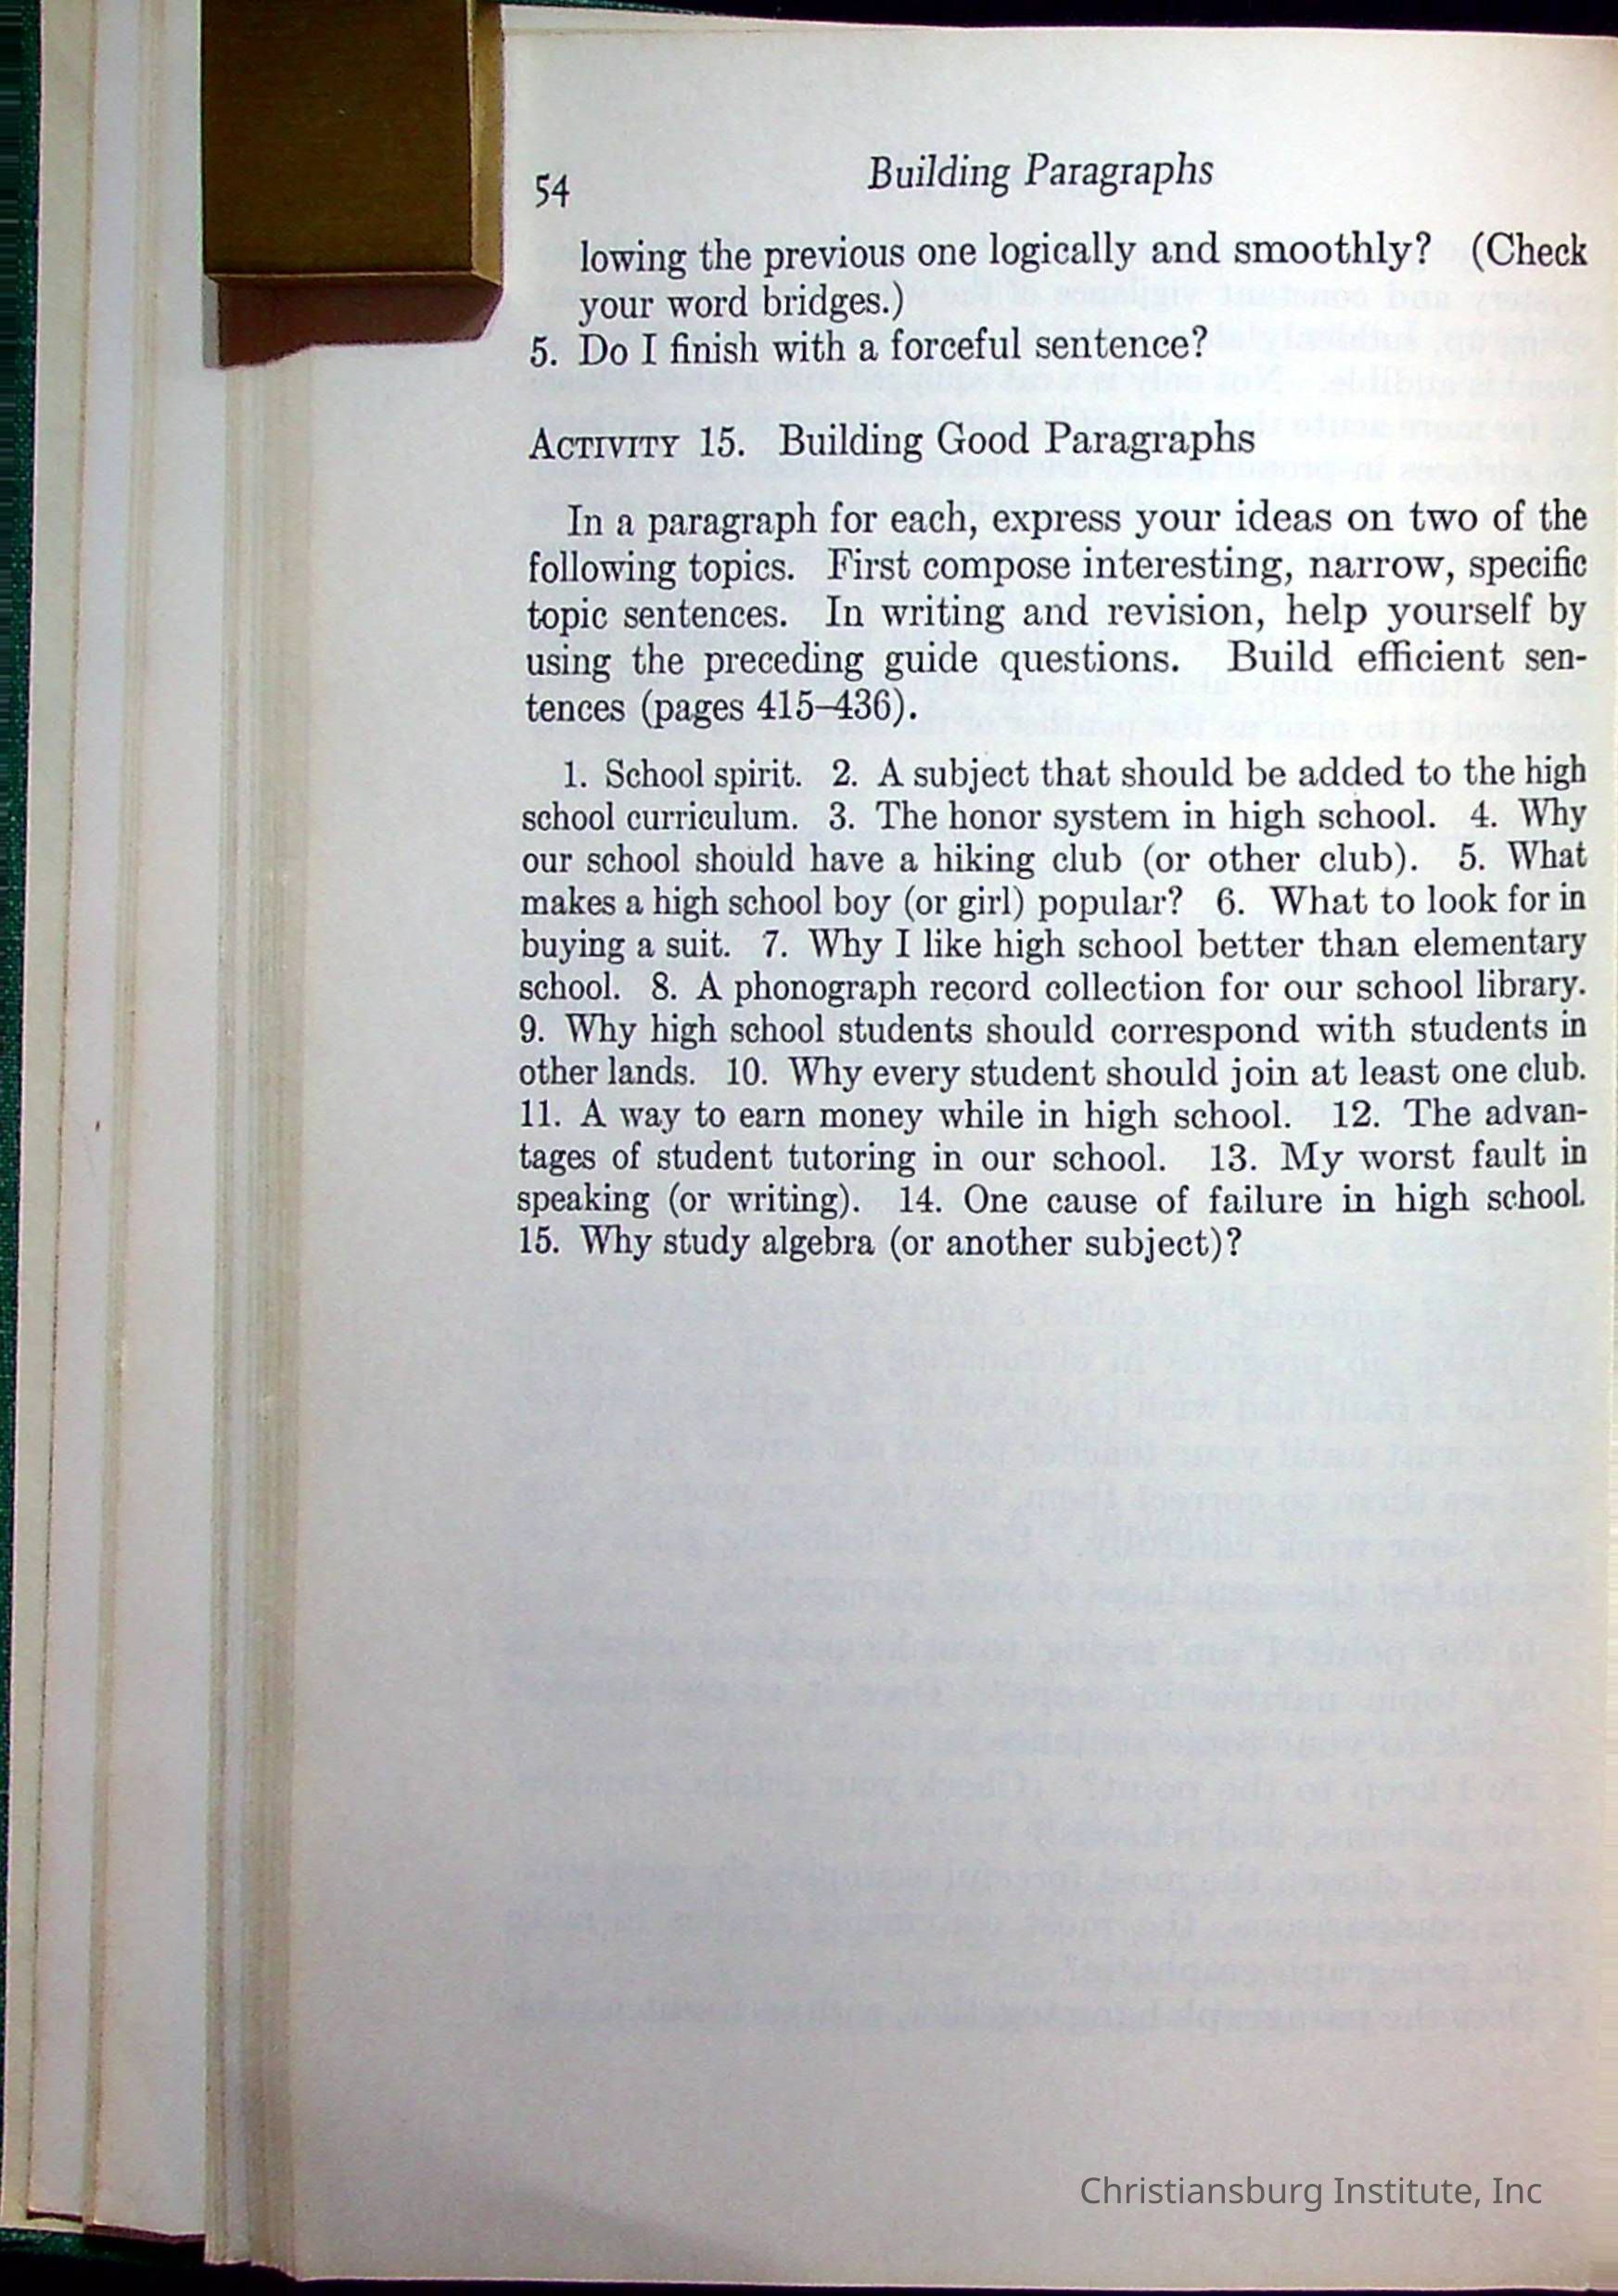 54
Building Paragraphs
lowing the previous one logically and smoothly? (Check
your word bridges.)
5. Do I finish with a forceful sentence?
ACTIVITY 15. Building Good Paragraphs
In a paragraph for each, express your ideas on two of the
following topics. First compose interesting, narrow, specific
topic sentences. In writing and revision, help yourself by
using the preceding guide questions. Build efficient sen-
tences (pages 415–436).
1. School spirit. 2. A subject that should be added to the high
school curriculum. 3. The honor system in high school. 4. Why
our school should have a hiking club (or other club). 5. What
makes a high school boy (or girl) popular? 6. What to look for in
buying a suit. 7. Why I like high school better than elementary
school. 8. A phonograph record collection for our school library.
9. Why high school students should correspond with students in
other lands. 10. Why every student should join at least one club.
11. A way to earn money while in high school. 12. The advan-
tages of student tutoring in our school. 13. My worst fault in
speaking (or writing). 14. One cause of failure in high school.
15. Why study algebra (or another subject)?
Christiansburg Institute, Inc